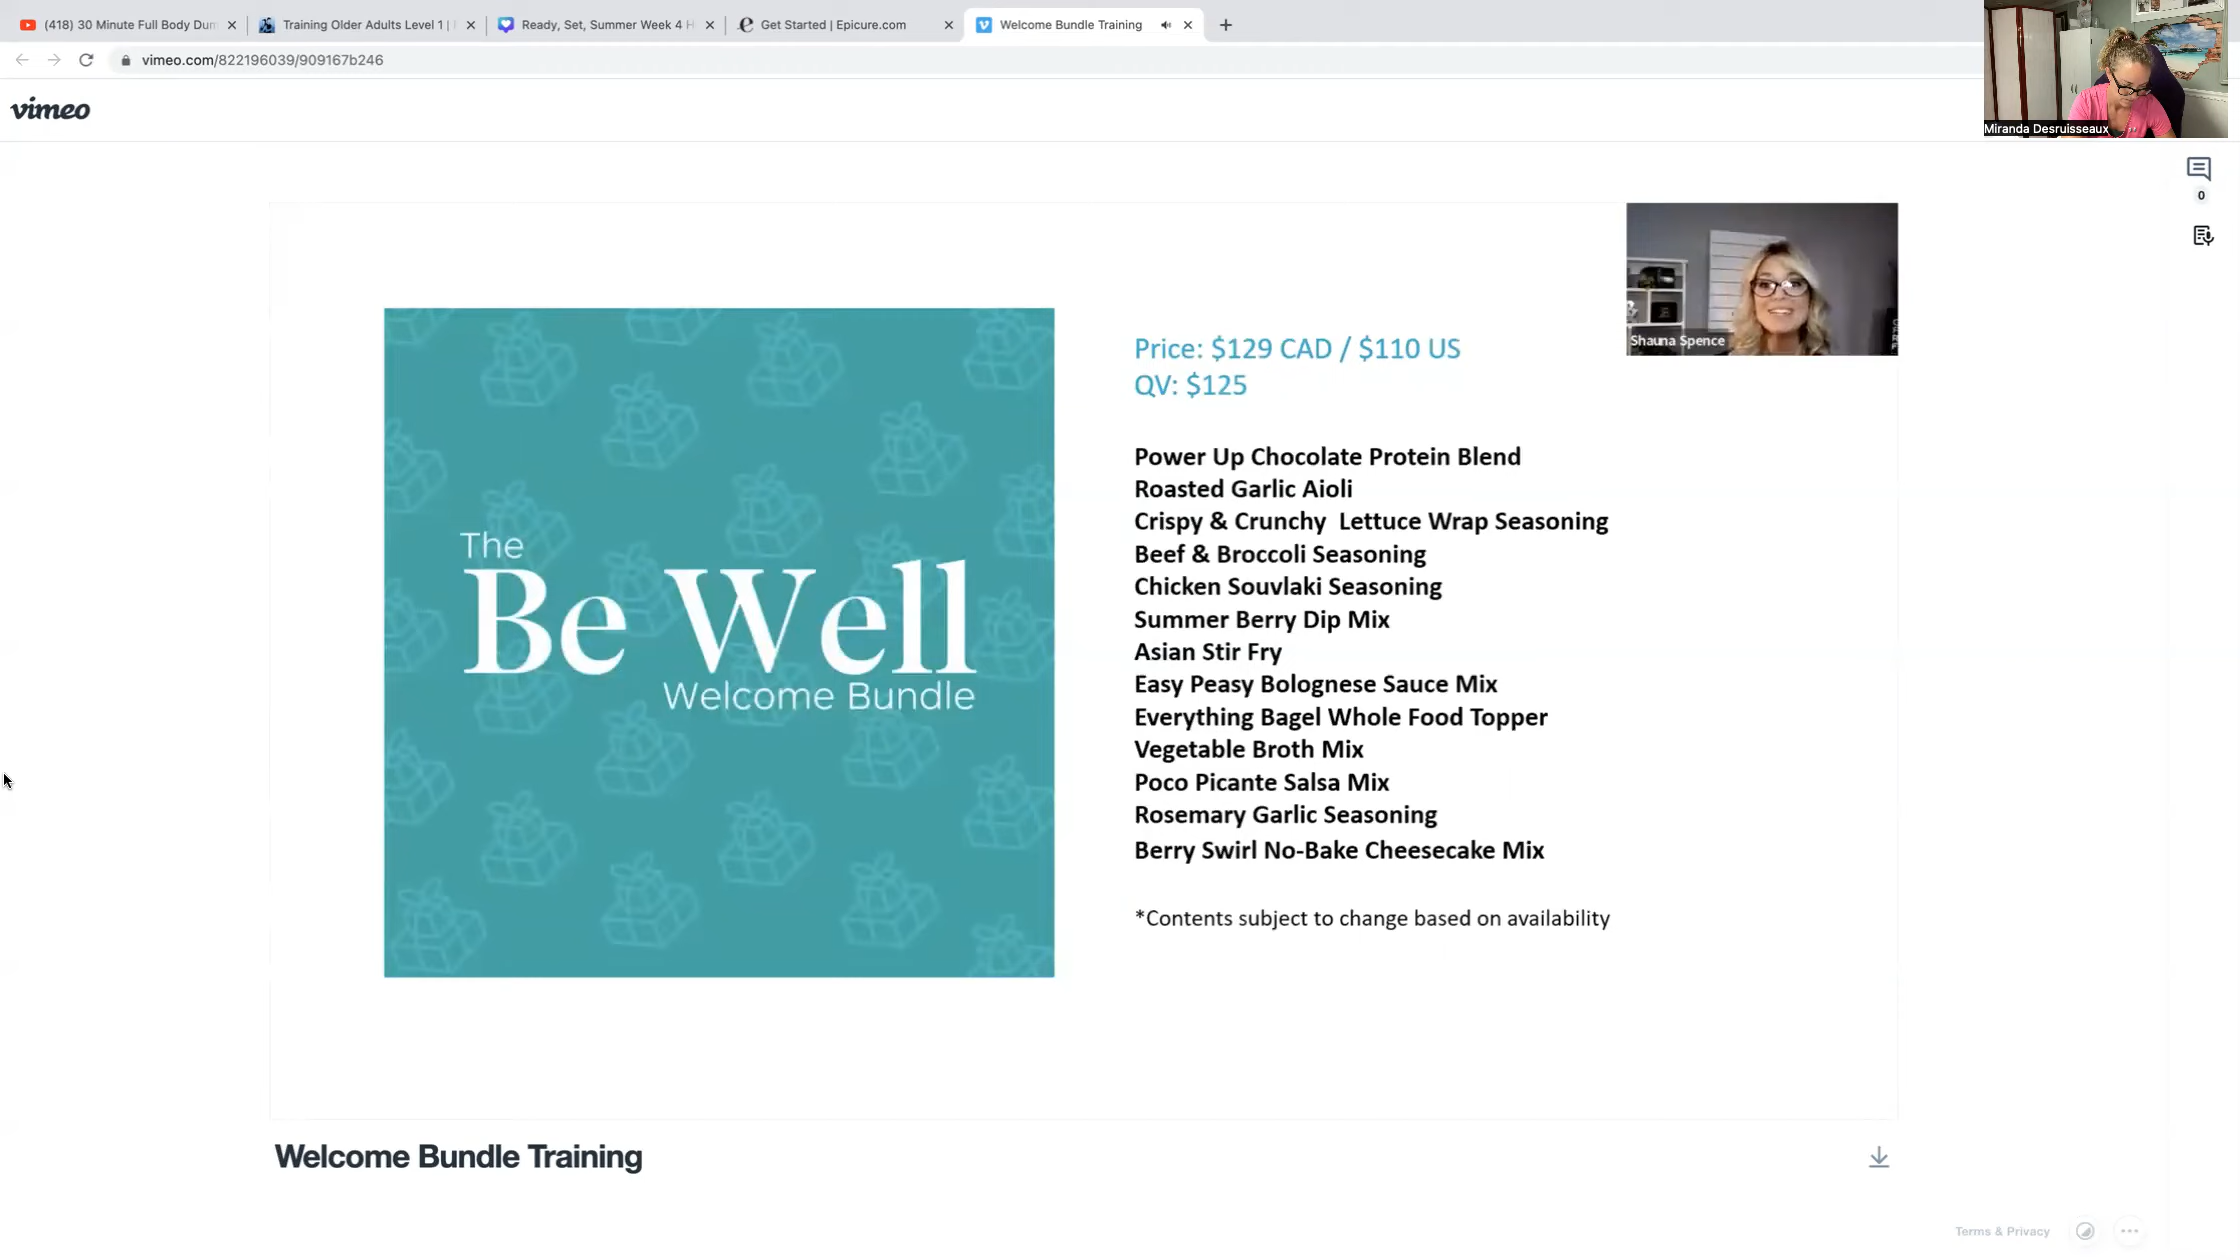 (418) 30 Minute Full Body Dum
Training Older Adults Level 1 |
Ready, Set, Summer Week 4 H
Get Started | Epicure.com
Welcome Bundle Training
vimeo.com/822196039/909167b246
vimeo
Miranda Desruisseaux
0
Shauna Spence
The
Be Well
Welcome Bundle
Price: $129 CAD / $110 US
QV: $125
Power Up Chocolate Protein Blend
Roasted Garlic Aioli
Crispy & Crunchy  Lettuce Wrap Seasoning
Beef & Broccoli Seasoning
Chicken Souvlaki Seasoning
Summer Berry Dip Mix
Asian Stir Fry
Easy Peasy Bolognese Sauce Mix
Everything Bagel Whole Food Topper
Vegetable Broth Mix
Poco Picante Salsa Mix
Rosemary Garlic Seasoning
Berry Swirl No-Bake Cheesecake Mix
*Contents subject to change based on availability
Welcome Bundle Training
Terms & Privacy